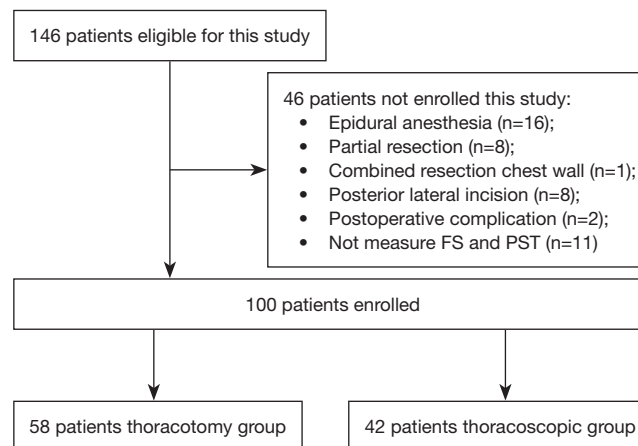 146 patients eligible for this study
46 patients not enrolled this study:
• Epidural anesthesia (n=16);
• Partial resection (n=8);
• Combined resection chest wall (n=1);
• Posterior lateral incision (n=8);
• Postoperative complication (n=2);
• Not measure FS and PST (n=11)
100 patients enrolled
58 patients thoracotomy group
42 patients thoracoscopic group